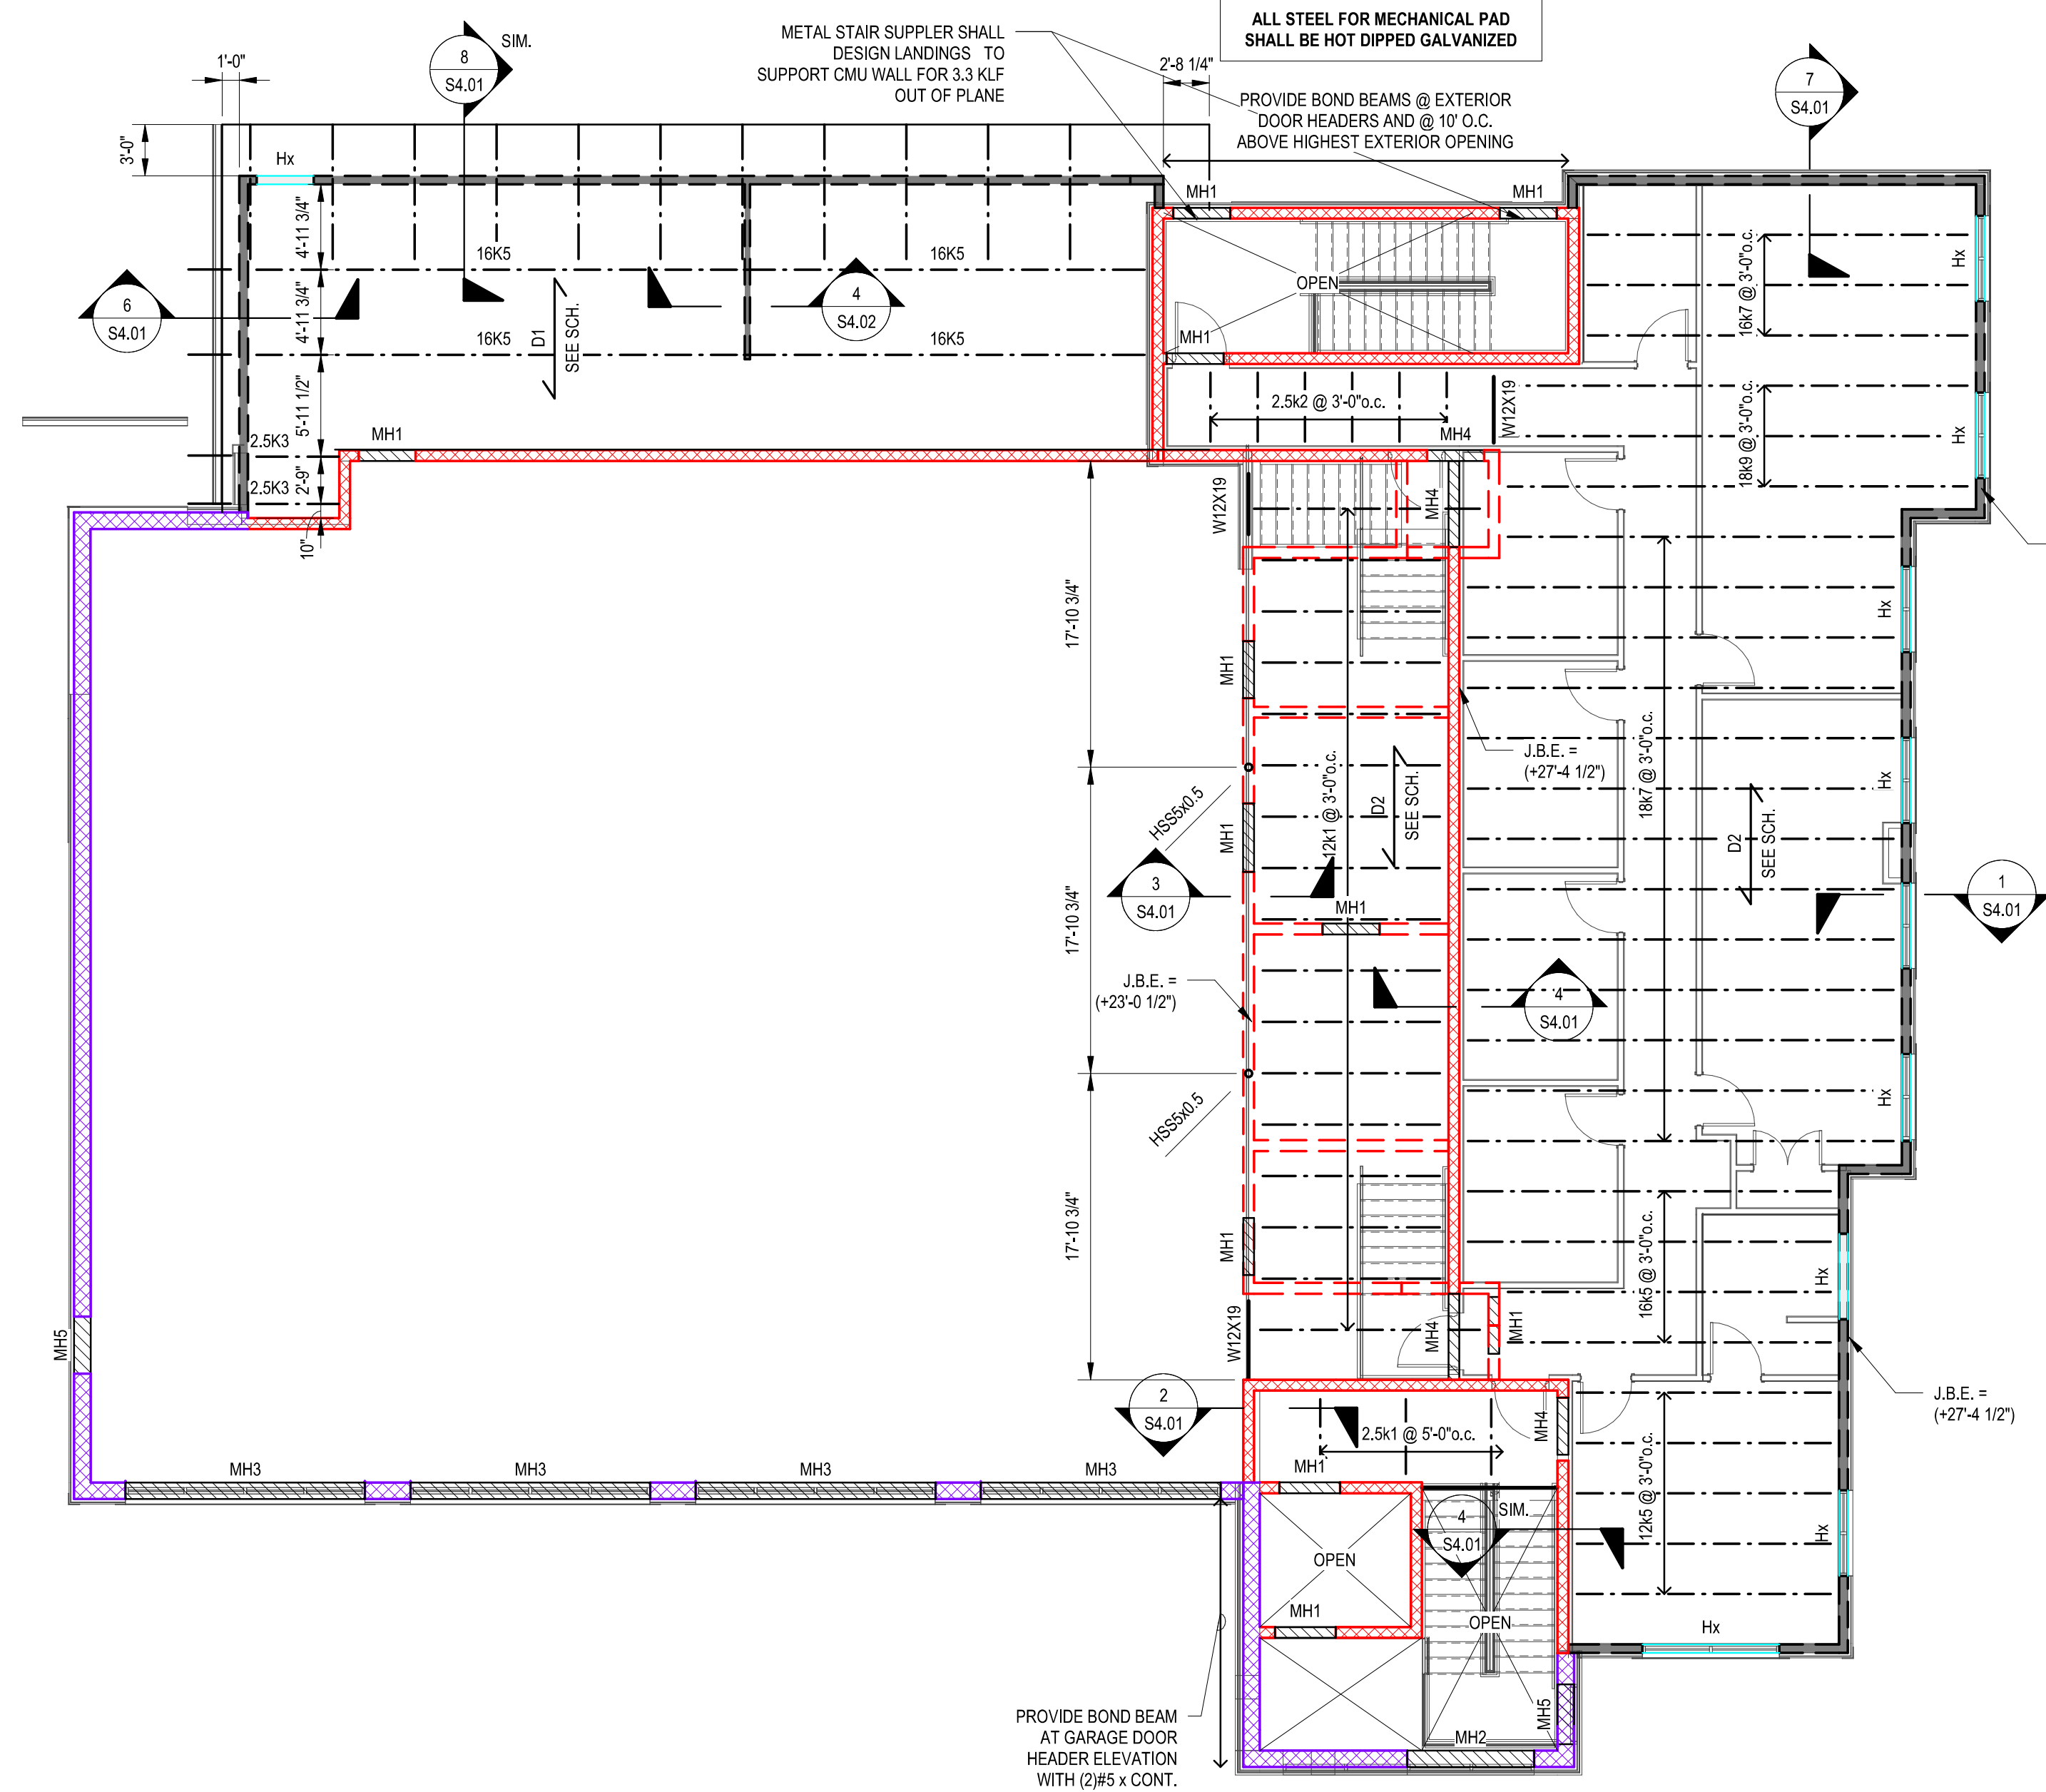 ALL STEEL FOR MECHANICAL PAD
SHALL BE HOT DIPPED GALVANIZED
METAL STAIR SUPPLER SHALL
DESIGN LANDINGS TO
SUPPORT CMU WALL FOR 3.3 KLF
OUT OF PLANE
8
S4.01
SIM.
1'-0"
2'-8 1/4"
7
S4.01
PROVIDE BOND BEAMS @ EXTERIOR
DOOR HEADERS AND @ 10' O.C.
ABOVE HIGHEST EXTERIOR OPENING
3'-0"
Hx
MH1
MH1
4'-11 3/4"
16K5
16K5
Hx
16k7 @ 3'-0"o.c.
OPEN
6
S4.01
4
S4.02
4'-11 3/4"
16K5
16K5
D1
SEE SCH.
MH1
5'-11 1/2"
2.5k2 @ 3'-0"o.c.
W12X19
18k9 @ 3'-0"o.c.
Hx
2.5K3
MH1
MH4
2.5K3
2'-9"
10"
W12X19
MH4
17'-10 3/4"
Hx
MH1
J.B.E. =
(+27'-4 1/2")
18k7 @ 3'-0"o.c.
Hx
HSS5x0.5
MH1
12k1 @ 3'-0"o.c.
D2
SEE SCH.
D2
SEE SCH.
3
S4.01
17'-10 3/4"
MH1
1
S4.01
J.B.E. =
(+23'-0 1/2")
4
S4.01
HSS5x0.5
Hx
17'-10 3/4"
MH1
16k5 @ 3'-0"o.c.
Hx
MH5
W12X19
MH4
MH1
2
S4.01
J.B.E. =
(+27'-4 1/2")
2.5k1 @ 5'-0"o.c.
MH4
MH3
MH3
MH3
MH3
MH1
12k5 @ 3'-0"o.c.
4
S4.01
SIM.
Hx
OPEN
MH1
OPEN
Hx
PROVIDE BOND BEAM
AT GARAGE DOOR
HEADER ELEVATION
WITH (2)#5 x CONT.
MH2
MH5